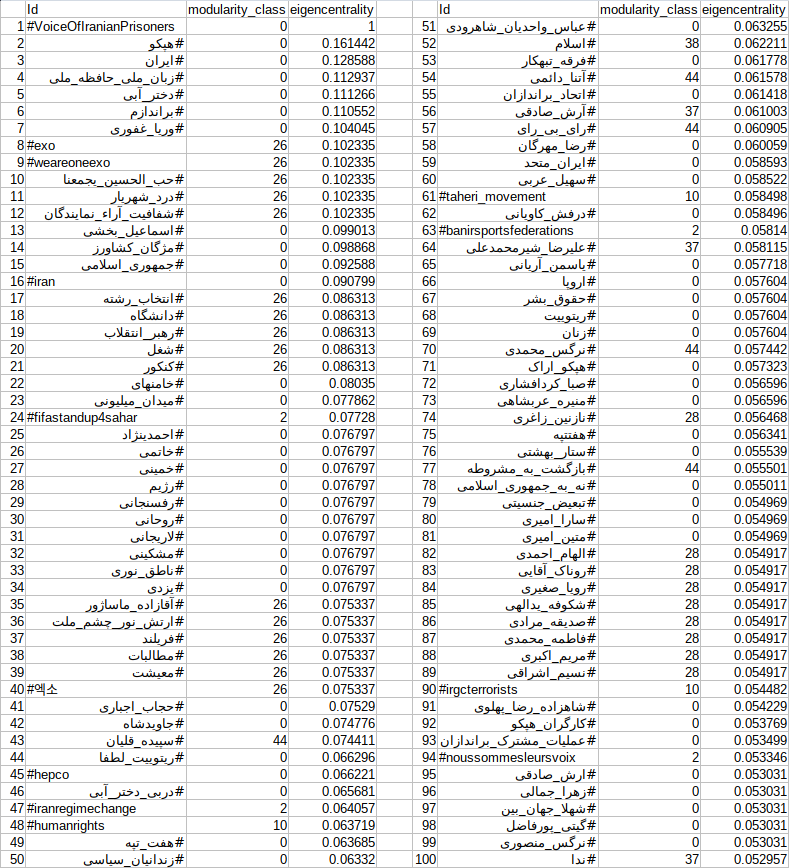 Id modularity_class eigencentrality
1 #VoiceOfIranianPrisoners 0 1
2 #هپکو 0 0.161442
3 #ایران 0 0.128588
4 #زبان_ملی_حافظه_ملی 0 0.112937
5 #دختر_آبی 0 0.111266
6 #براندازم 0 0.110552
7 #وریا_غفوری 0 0.104045
8 #exo 26 0.102335
9 #weareoneexo 26 0.102335
10 #حب_الحسین_یجمعنا 26 0.102335
11 #درد_شهریار 26 0.102335
12 #شفافیت_آراء_نمایندگان 26 0.102335
13 #اسماعیل_بخشی 0 0.099013
14 #مژگان_کشاورز 0 0.098868
15 #جمهوری_اسلامی 0 0.092588
16 #iran 0 0.090799
17 #انتخاب_رشته 26 0.086313
18 #دانشگاه 26 0.086313
19 #رهبر_انتقلاب 26 0.086313
20 #شغل 26 0.086313
21 #کنکور 26 0.086313
22 #خامنهای 0 0.08035
23 #میدان_میلیونی 0 0.077862
24 #fifastandup4sahar 2 0.07728
25 #احمدینژاد 0 0.076797
26 #خاتمی 0 0.076797
27 #خمینی 0 0.076797
28 #رژیم 0 0.076797
29 #رفسنجانی 0 0.076797
30 #روحانی 0 0.076797
31 #لاریجانی 0 0.076797
32 #مشکینی 0 0.076797
33 #ناطق_نوری 0 0.076797
34 #یزدی 0 0.076797
35 #آقازاده_ماساژور 26 0.075337
36 #ارتش_نور_چشم_ملت 26 0.075337
37 #فریلند 26 0.075337
38 #مطالبات 26 0.075337
39 #معیشت 26 0.075337
40 #엑소 26 0.075337
41 #حجاب_اجباری 0 0.07529
42 #جاویدشاه 0 0.074776
43 #سپیده_قلیان 44 0.074411
44 #ریتوییت_لطفا 0 0.066296
45 #hepco 0 0.066221
46 #دربی_دختر_آبی 0 0.065681
47 #iranregimechange 2 0.064057
48 #humanrights 10 0.063719
49 #هفت_تپه 0 0.063685
50 #زندانیان_سیاسی 0 0.06332
Id modularity_class eigencentrality
51 #عباس_واحدیان_شاهرودی 0 0.063255
52 #اسلام 38 0.062211
53 #فرقه_تبهکار 0 0.061778
54 #آتنا_دائمی 44 0.061578
55 #اتحاد_براندازان 0 0.061418
56 #آرش_صادقی 37 0.061003
57 #رای_بی_رای 44 0.060905
58 #رضا_مهرگان 0 0.060059
59 #ایران_متحد 0 0.058593
60 #سهیل_عربی 0 0.058522
61 #taheri_movement 10 0.058498
62 #درفش_کاویانی 0 0.058496
63 #banirsportsfederations 2 0.05814
64 #علیرضا_شیرمحمدعلی 37 0.058115
65 #یاسمن_آریانی 0 0.057718
66 #اروپا 0 0.057604
67 #حقوق_بشر 0 0.057604
68 #ریتوییت 0 0.057604
69 #زنان 0 0.057604
70 #نرگس_محمدی 44 0.057442
71 #هپکو_اراک 0 0.057323
72 #صبا_کردافشاری 0 0.056596
73 #منیره_عربشاهی 0 0.056596
74 #نازنین_زاغری 28 0.056468
75 #هفتتپه 0 0.056341
76 #ستار_بهشتی 0 0.055539
77 #بازگشت_به_مشروطه 44 0.055501
78 #نه_به_جمهوری_اسلامی 0 0.055011
79 #تبعیض_جنسیتی 0 0.054969
80 #سارا_امیری 0 0.054969
81 #متین_امیری 0 0.054969
82 #الهام_احمدی 28 0.054917
83 #روناک_آقایی 28 0.054917
84 #رویا_صغیری 28 0.054917
85 #شکوفه_یدالهی 28 0.054917
86 #صدیقه_مرادی 28 0.054917
87 #فاطمه_محمدی 28 0.054917
88 #مریم_اکبری 28 0.054917
89 #نسیم_اشراقی 28 0.054917
90 #irgcterrorists 10 0.054482
91 #شاهزاده_رضا_پهلوی 0 0.054229
92 #کارگران_هپکو 0 0.053769
93 #عملیات_مشترک_براندازان 0 0.053499
94 #noussommesleursvoix 2 0.053346
95 #ارش_صادقی 0 0.053031
96 #زهرا_جمالی 0 0.053031
97 #شهلا_جهان_بین 0 0.053031
98 #گیتی_پورفاضل 0 0.053031
99 #نرگس_منصوری 0 0.053031
100 #ندا 37 0.052957